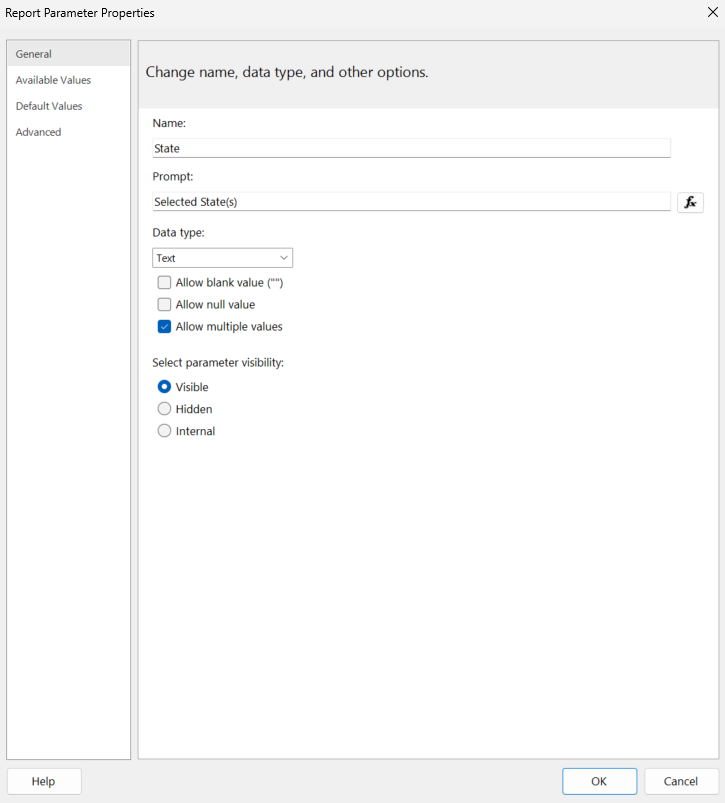 Report Parameter Properties
General
Available Values
Default Values
Advanced
Change name, data type, and other options.
Name:
State
Prompt:
Selected State(s)
fx
Data type:
Text
Allow blank value ("")
Allow null value
Allow multiple values
Select parameter visibility:
Visible
Hidden
Internal
Help
OK
Cancel